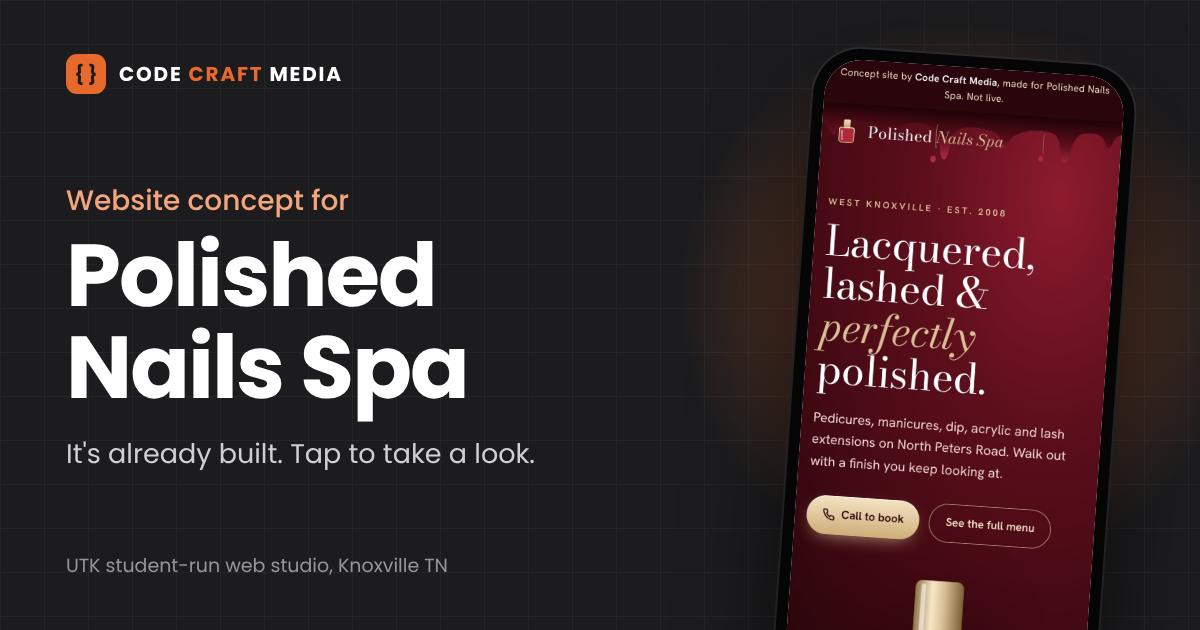 { } CODE CRAFT MEDIA
Website concept for
Polished
Nails Spa
It's already built. Tap to take a look.
UTK student-run web studio, Knoxville TN
Concept site by Code Craft Media, made for Polished Nails
Spa. Not live.
Polished Nails Spa
WEST KNOXVILLE · EST. 2008
Lacquered,
lashed &
perfectly
polished.
Pedicures, manicures, dip, acrylic and lash
extensions on North Peters Road. Walk out
with a finish you keep looking at.
Call to book
See the full menu